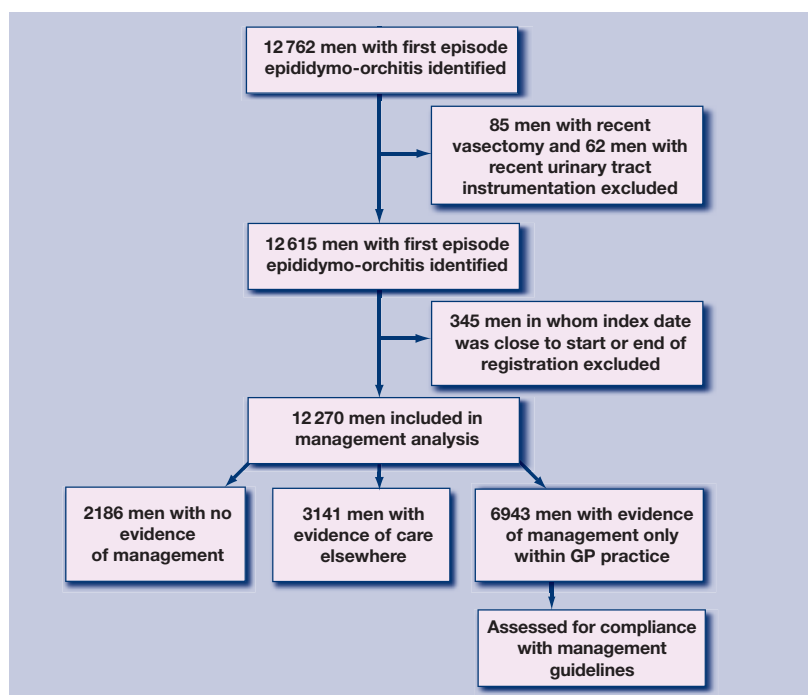 12 762 men with first episode
epididymo-orchitis identified
85 men with recent
vasectomy and 62 men with
recent urinary tract
instrumentation excluded
12 615 men with first episode
epididymo-orchitis identified
345 men in whom index date
was close to start or end of
registration excluded
12 270 men included in
management analysis
2186 men with no
evidence
of management
3141 men with
evidence of care
elsewhere
6943 men with evidence
of management only
within GP practice
Assessed for compliance
with management
guidelines